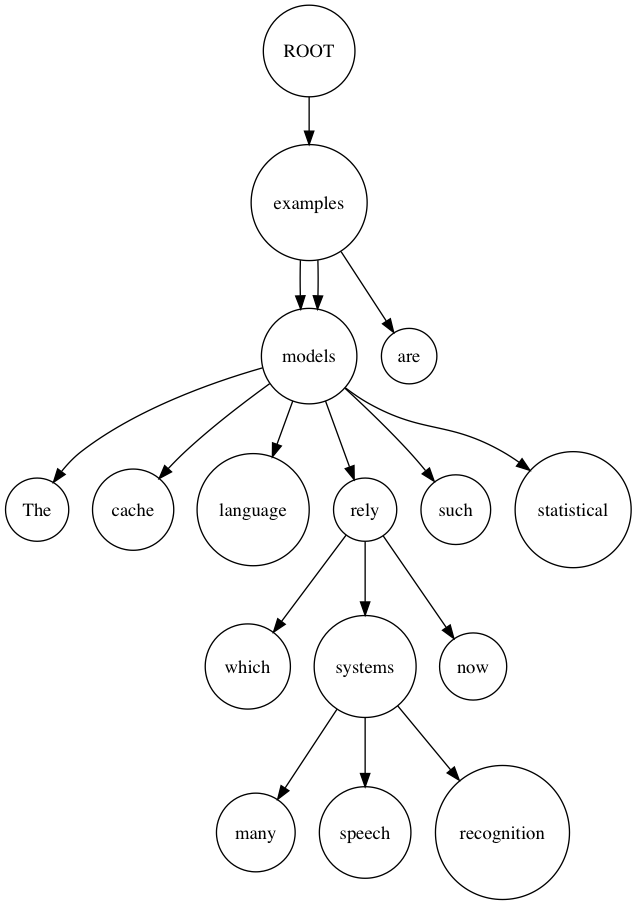 ROOT
examples
models
are
The
cache
language
rely
such
statistical
which
systems
now
many
speech
recognition